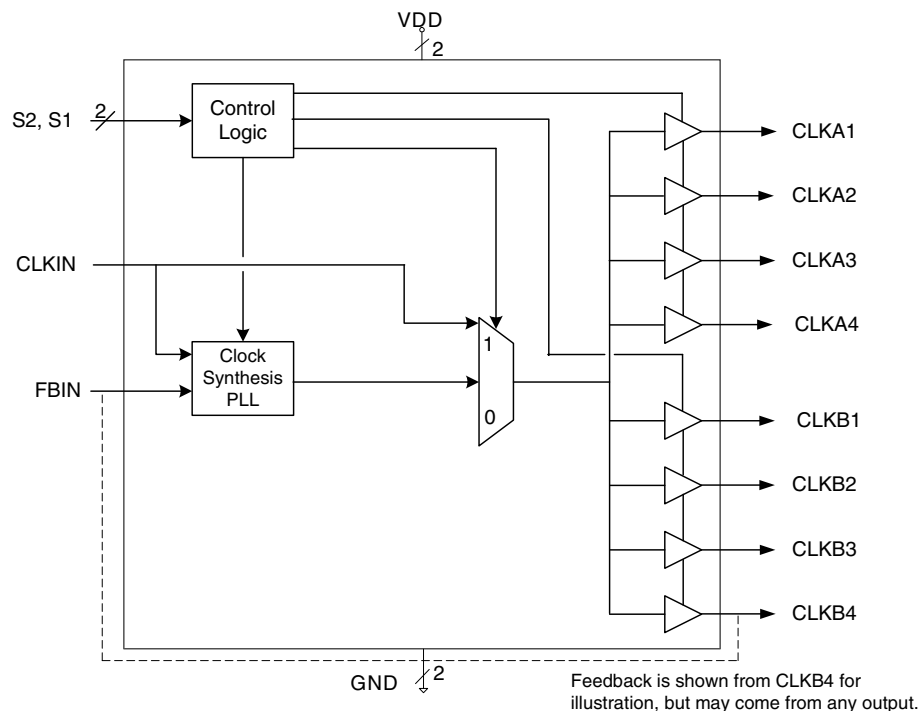 VDD
2
S2, S1
2
Control
Logic
CLKA1
CLKA2
CLKIN
CLKA3
CLKA4
1
Clock
Synthesis
PLL
FBIN
0
CLKB1
CLKB2
CLKB3
CLKB4
GND
2
Feedback is shown from CLKB4 for
illustration, but may come from any output.